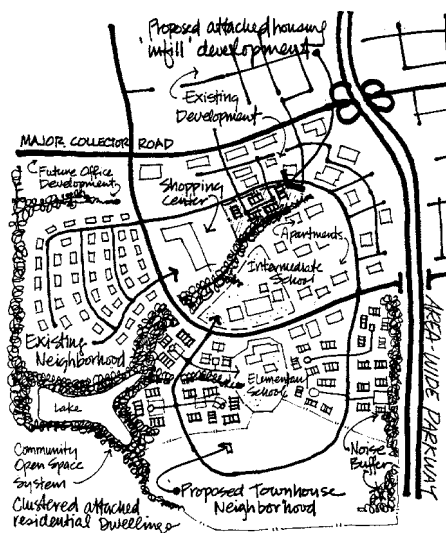 Proposed attached housing
'infill' development
Existing
Development
MAJOR COLLECTOR ROAD
Future Office
Development
Shopping
Center
Apartments
Intermediate
School
Existing
Neighborhood
Elementary
School
Lake
Community
Open Space
System
Noise
Buffer
Clustered attached
residential Dwellings
Proposed Townhouse
Neighborhood
AREA-WIDE PARKWAY